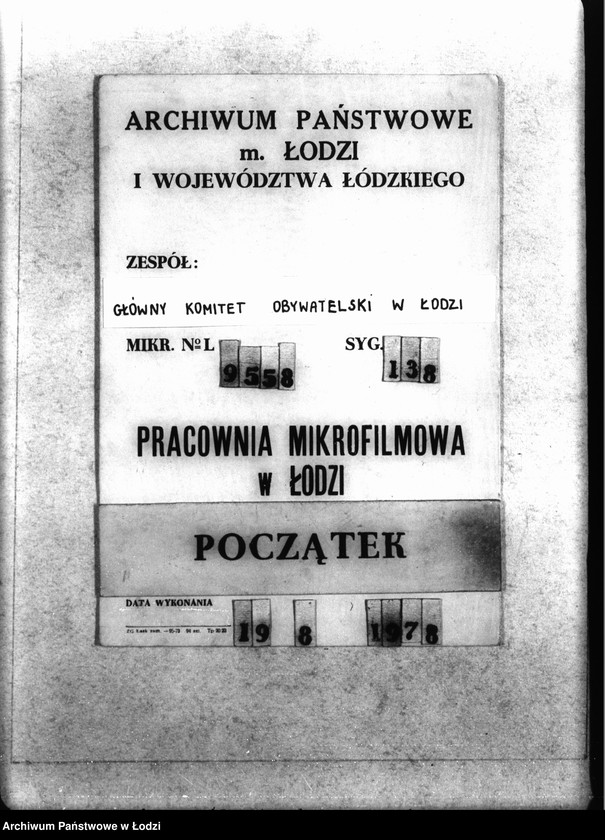 ARCHIWUM PAŃSTWOWE
m. ŁODZI
I WOJEWÓDZTWA ŁÓDZKIEGO
ZESPÓŁ:
GŁÓWNY KOMITET OBYWATELSKI W ŁODZI
MIKR. Nº L 9558 SYG. 138
PRACOWNIA MIKROFILMOWA
w ŁODZI
POCZĄTEK
DATA WYKONANIA 19 8 1978
Archiwum Państwowe w Łodzi